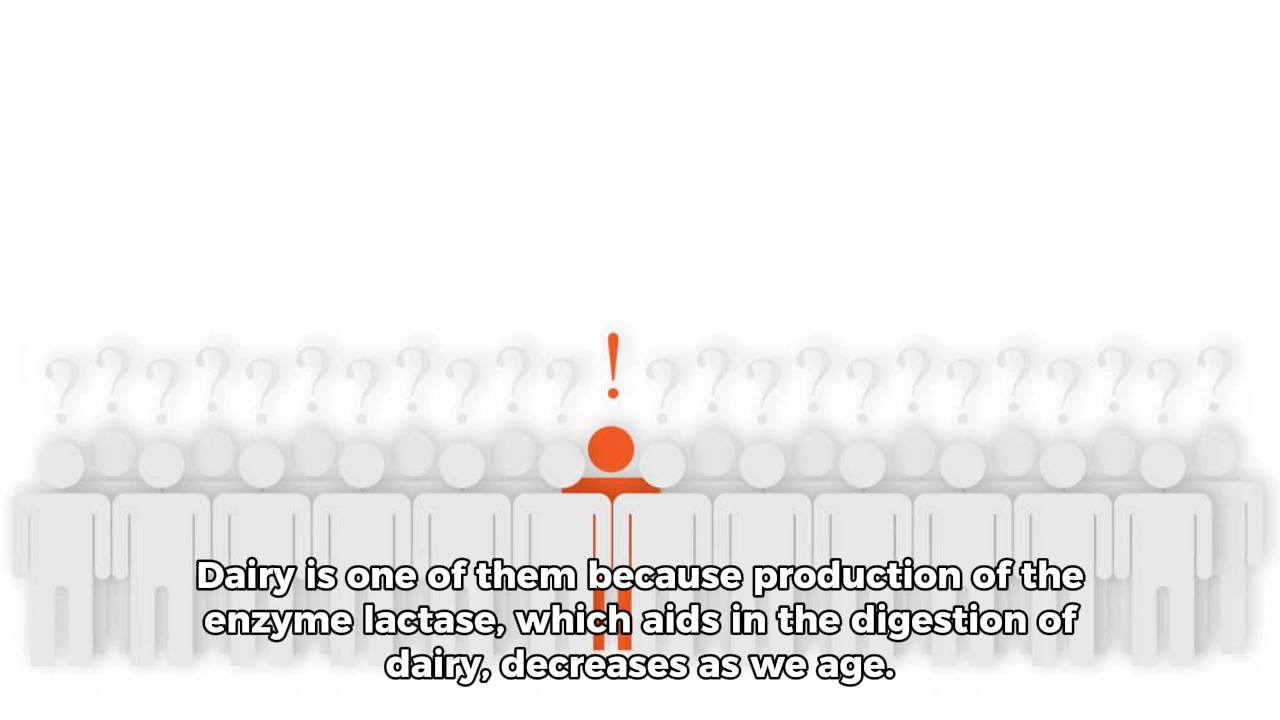 ? ? ? ? ? ? ? ? ? ? ? ! ? ? ? ? ? ? ? ? ? ? ? ?
Dairy is one of them because production of the
enzyme lactase, which aids in the digestion of
dairy, decreases as we age.